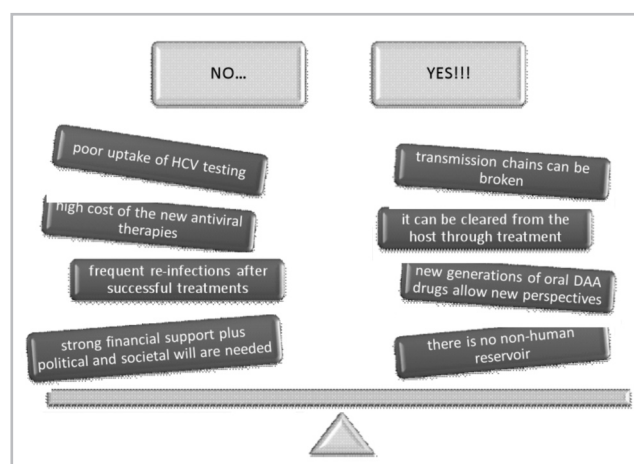 NO...
YES!!!
poor uptake of HCV testing
high cost of the new antiviral
therapies
frequent re-infections after
successful treatments
strong financial support plus
political and societal will are needed
transmission chains can be
broken
it can be cleared from the
host through treatment
new generations of oral DAA
drugs allow new perspectives
there is no non-human
reservoir